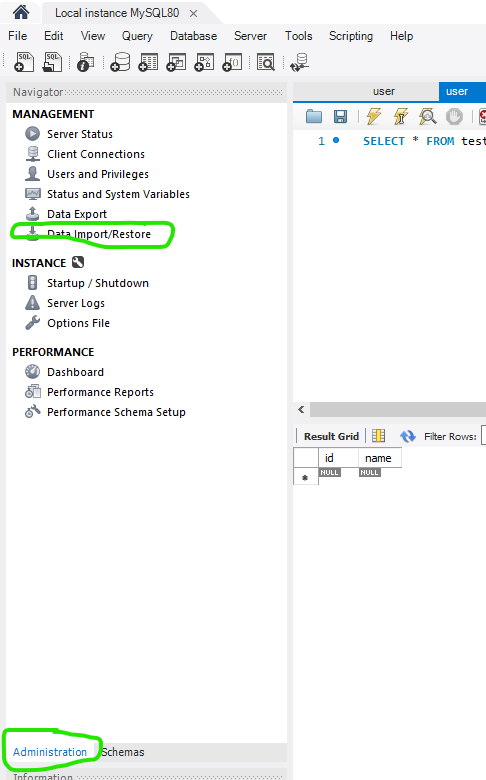 Local instance MySQL80
File Edit View Query Database Server Tools Scripting Help
SQL SQL
Navigator
MANAGEMENT
Server Status
Client Connections
Users and Privileges
Status and System Variables
Data Export
Data Import/Restore
INSTANCE
Startup / Shutdown
Server Logs
Options File
PERFORMANCE
Dashboard
Performance Reports
Performance Schema Setup
Administration Schemas
Information
user user
1 SELECT * FROM test
Result Grid Filter Rows:
id name
* NULL NULL